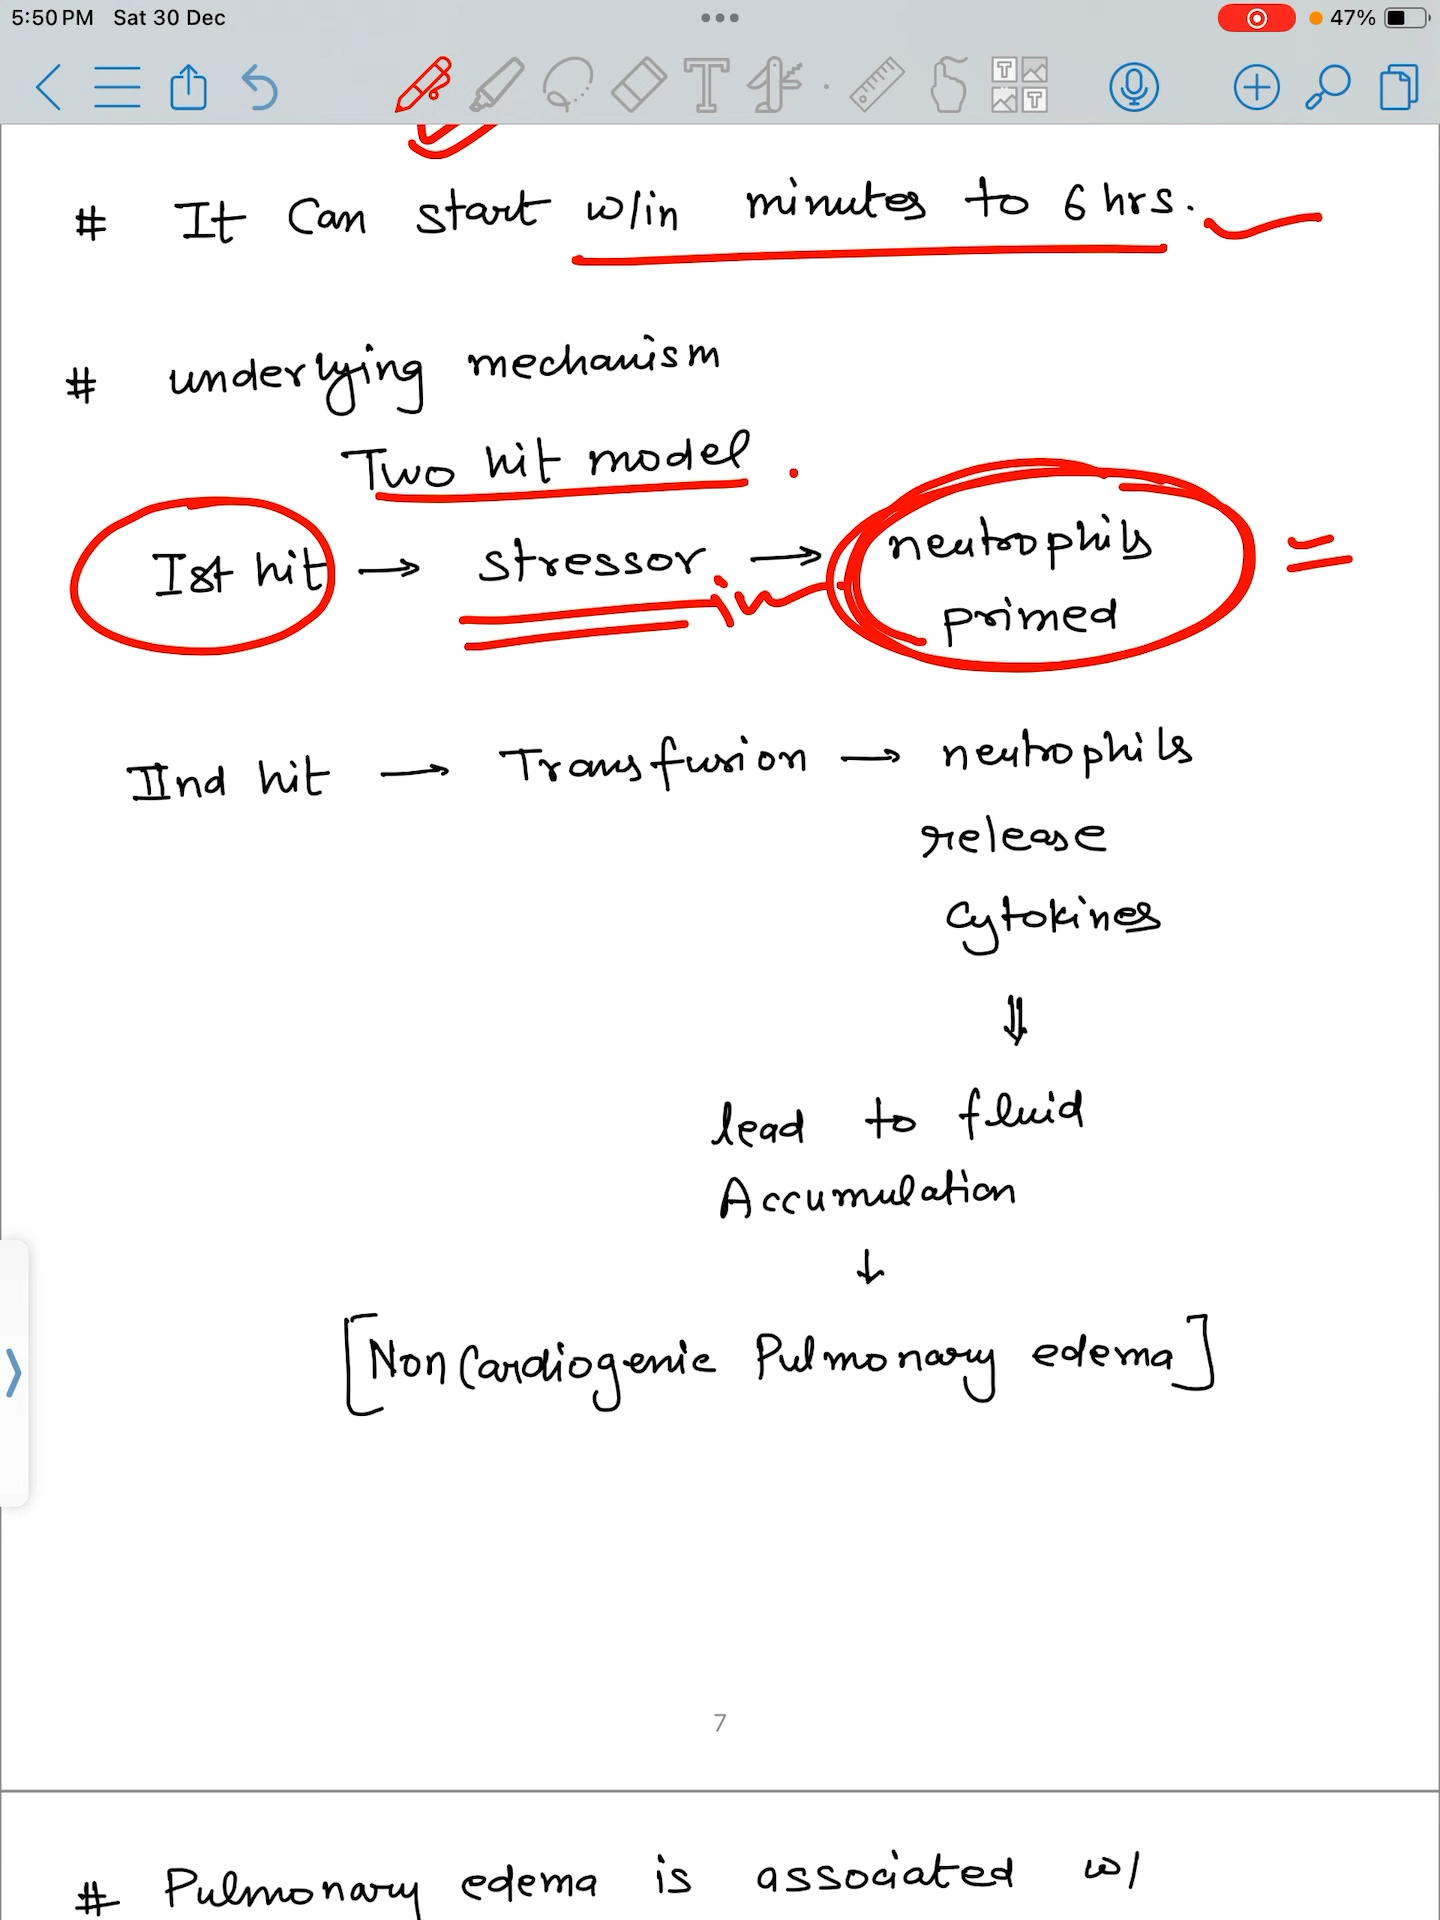 5:50 PM Sat 30 Dec
47%
# It Can start w/in minutes to 6 hrs.
# underlying mechanism
Two hit model
Ist hit → stressor → neutrophils
primed
in
IInd hit → Transfusion → neutrophils
release
Cytokines
⇓
lead to fluid
Accumulation
↓
[Non Cardiogenic Pulmonary edema]
7
# Pulmonary edema is associated w/